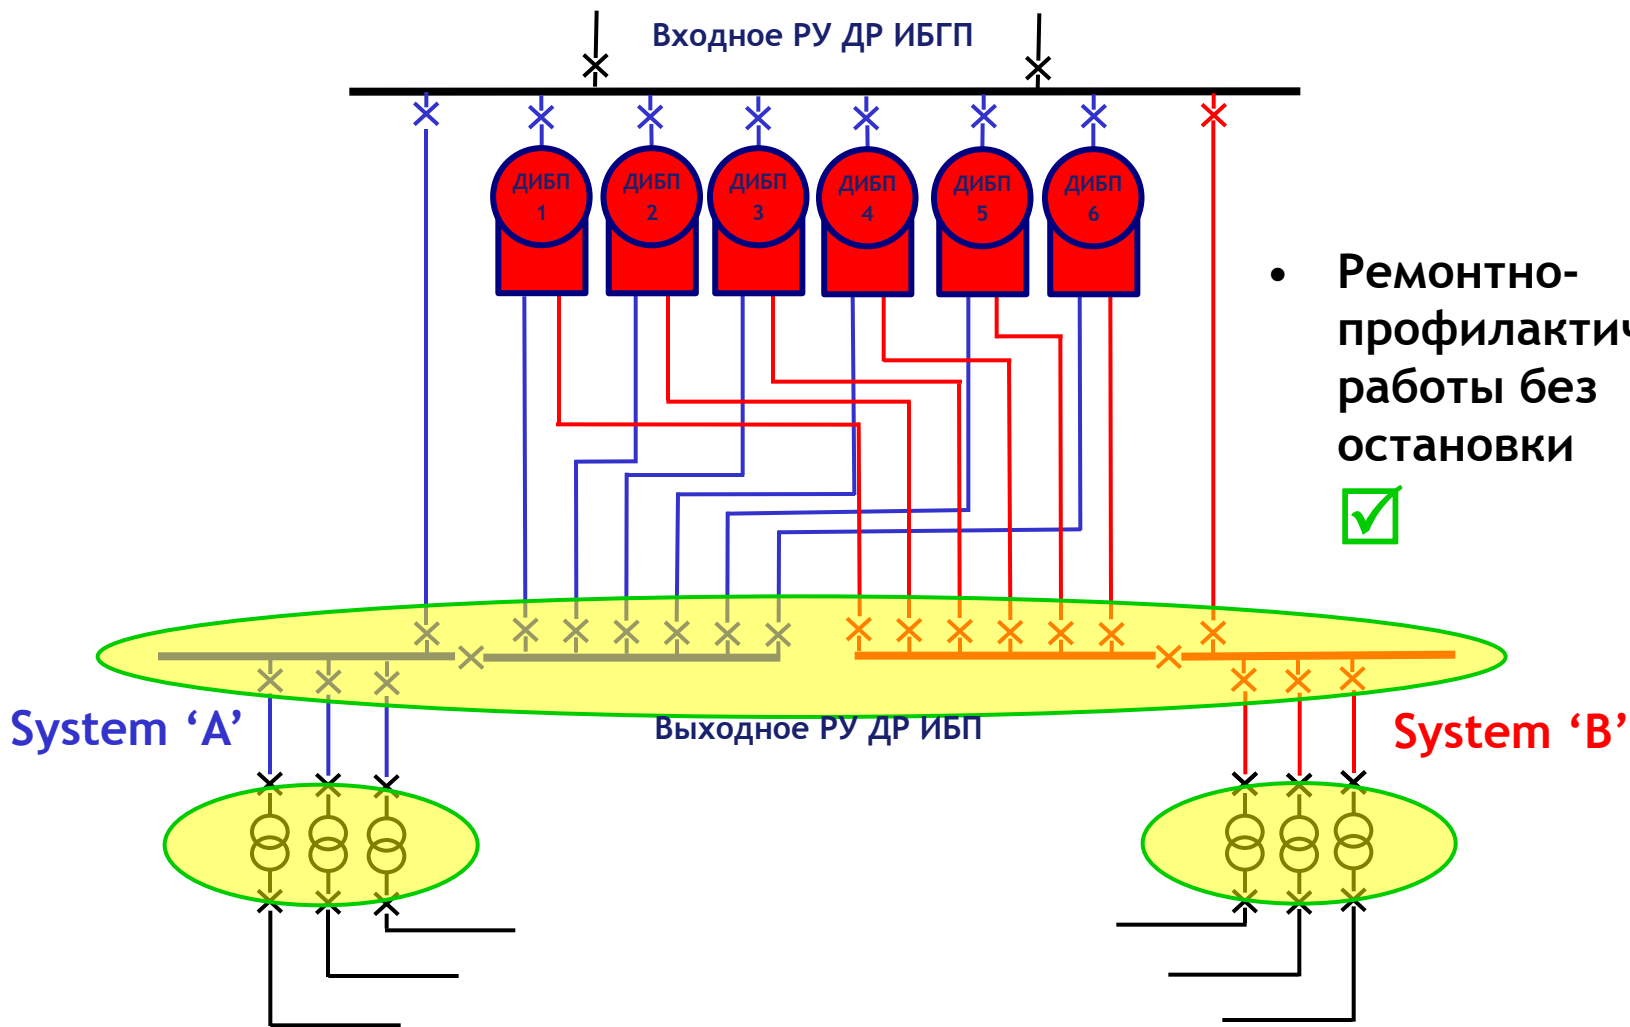 Входное РУ ДР ИБГП
ДИБП
1
ДИБП
2
ДИБП
3
ДИБП
4
ДИБП
5
ДИБП
6
• Ремонтно-
работы без
остановки
System ‘A’
Выходное РУ ДР ИБП
System ‘B’